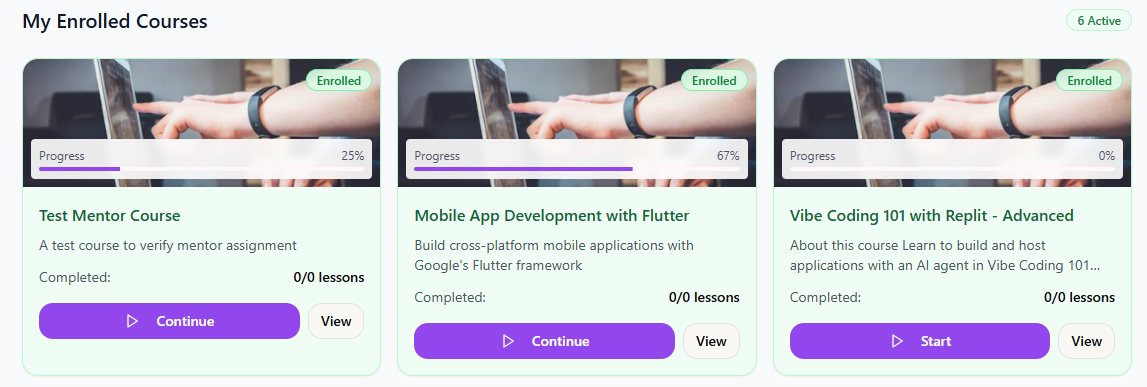 My Enrolled Courses
6 Active
Enrolled
Progress 25%
Test Mentor Course
A test course to verify mentor assignment
Completed: 0/0 lessons
Continue
View
Enrolled
Progress 67%
Mobile App Development with Flutter
Build cross-platform mobile applications with
Google's Flutter framework
Completed: 0/0 lessons
Continue
View
Enrolled
Progress 0%
Vibe Coding 101 with Replit - Advanced
About this course Learn to build and host
applications with an AI agent in Vibe Coding 101...
Completed: 0/0 lessons
Start
View